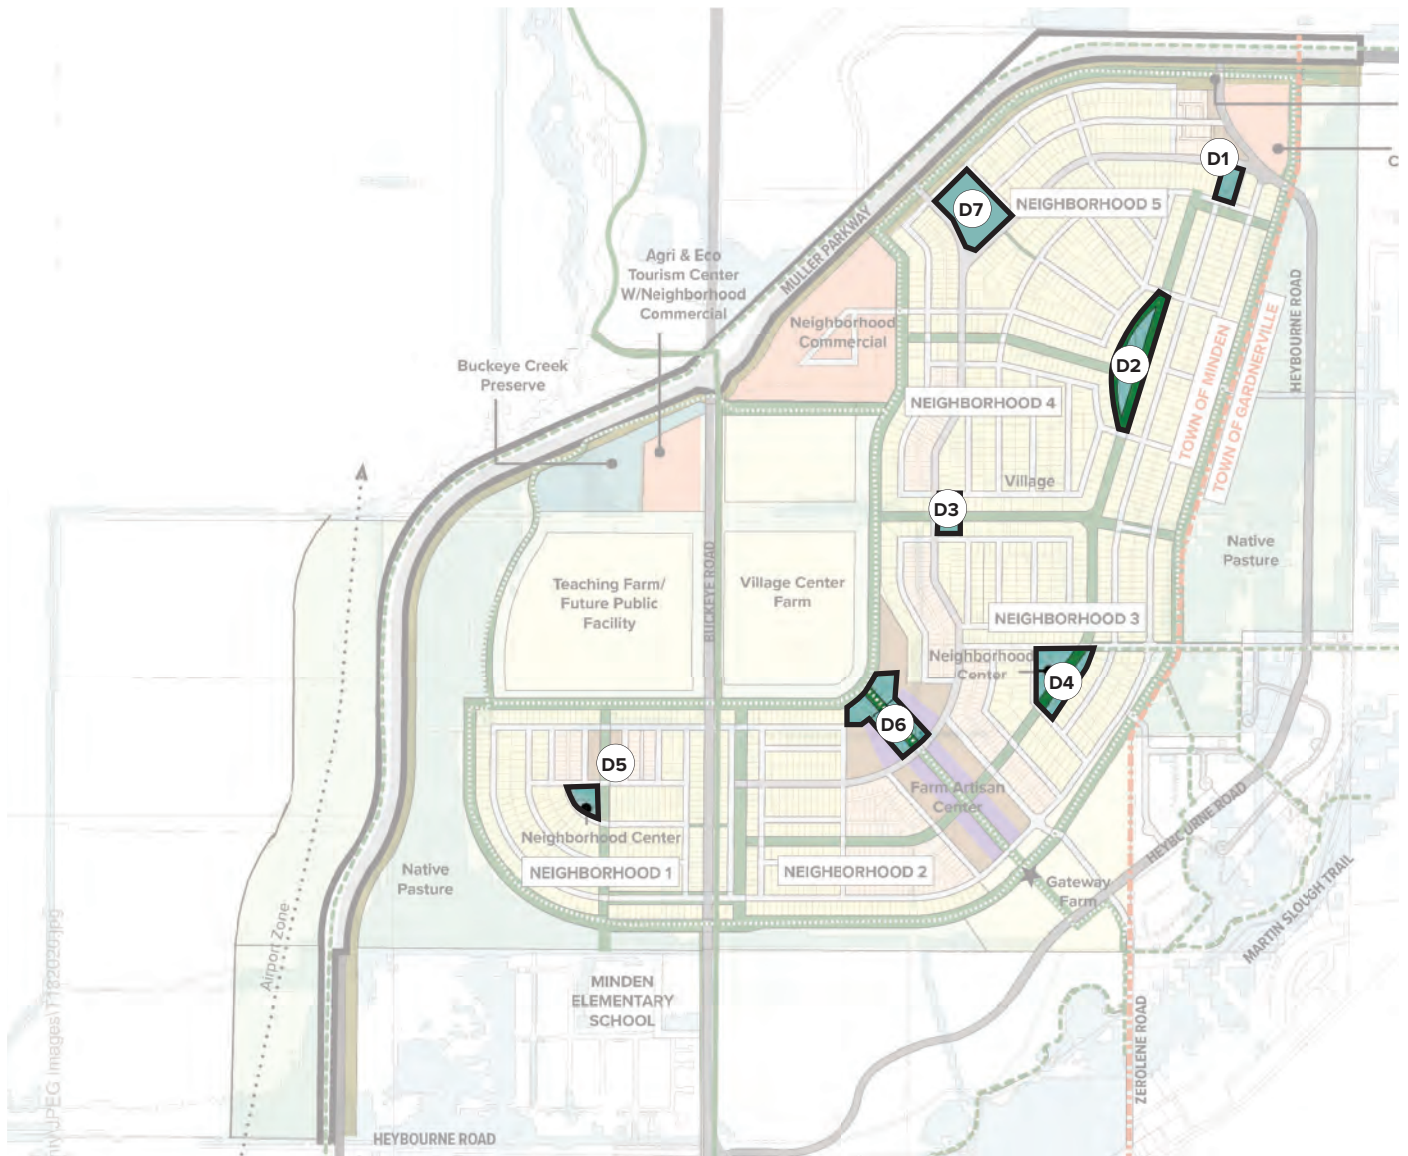 D1
C
D7
NEIGHBORHOOD 5
MULLER PARKWAY
Agri & Eco
Tourism Center
W/Neighborhood
Commercial
HEYBOURNE ROAD
Neighborhood
Commercial
TOWN OF MINDEN
TOWN OF GARDNERVILLE
Buckeye Creek
Preserve
D2
NEIGHBORHOOD 4
Village
D3
Native
Pasture
BUCKEYE ROAD
Teaching Farm/
Future Public
Facility
Village Center
Farm
NEIGHBORHOOD 3
Neighborhood
Center
D4
D6
D5
Farm Artisan
Center
Neighborhood Center
HEYBOURNE ROAD
NEIGHBORHOOD 1
NEIGHBORHOOD 2
Native
Pasture
Gateway
Farm
MARTIN SLOUGH TRAIL
Airport Zone
MINDEN
ELEMENTARY
SCHOOL
ZEROLENE ROAD
HEYBOURNE ROAD